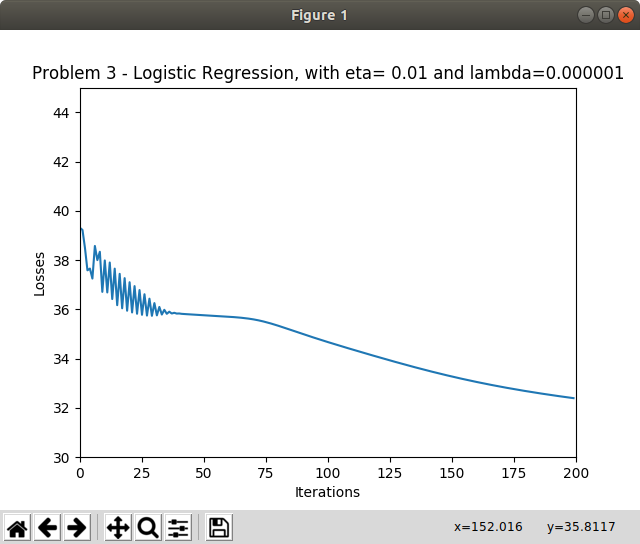 Figure 1
Problem 3 - Logistic Regression, with eta= 0.01 and lambda=0.000001
44
42
40
38
36
34
32
30
Losses
0 25 50 75 100 125 150 175 200
Iterations
x=152.016 y=35.8117